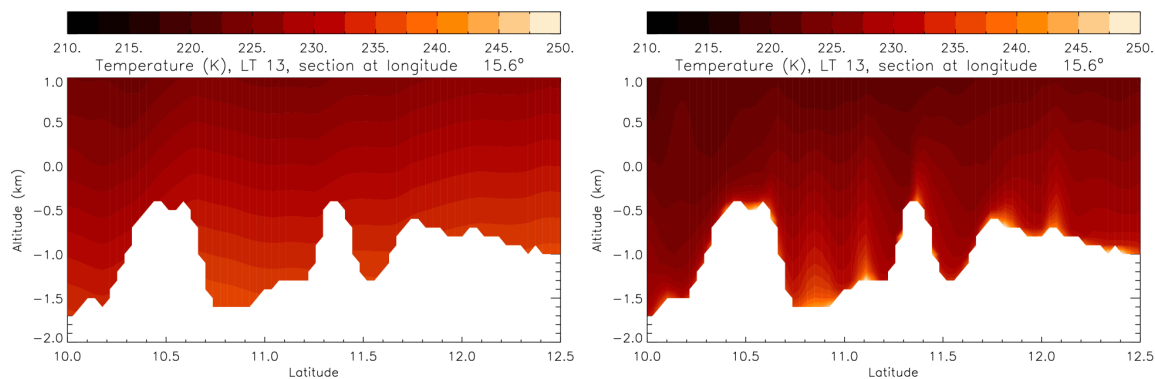 210. 215. 220. 225. 230. 235. 240. 245. 250.
Temperature (K), LT 13, section at longitude 15.6°
1.0
0.5
0.0
−0.5
−1.0
−1.5
−2.0
Altitude (km)
10.0 10.5 11.0 11.5 12.0 12.5
Latitude
210. 215. 220. 225. 230. 235. 240. 245. 250.
Temperature (K), LT 13, section at longitude 15.6°
1.0
0.5
0.0
−0.5
−1.0
−1.5
−2.0
Altitude (km)
10.0 10.5 11.0 11.5 12.0 12.5
Latitude